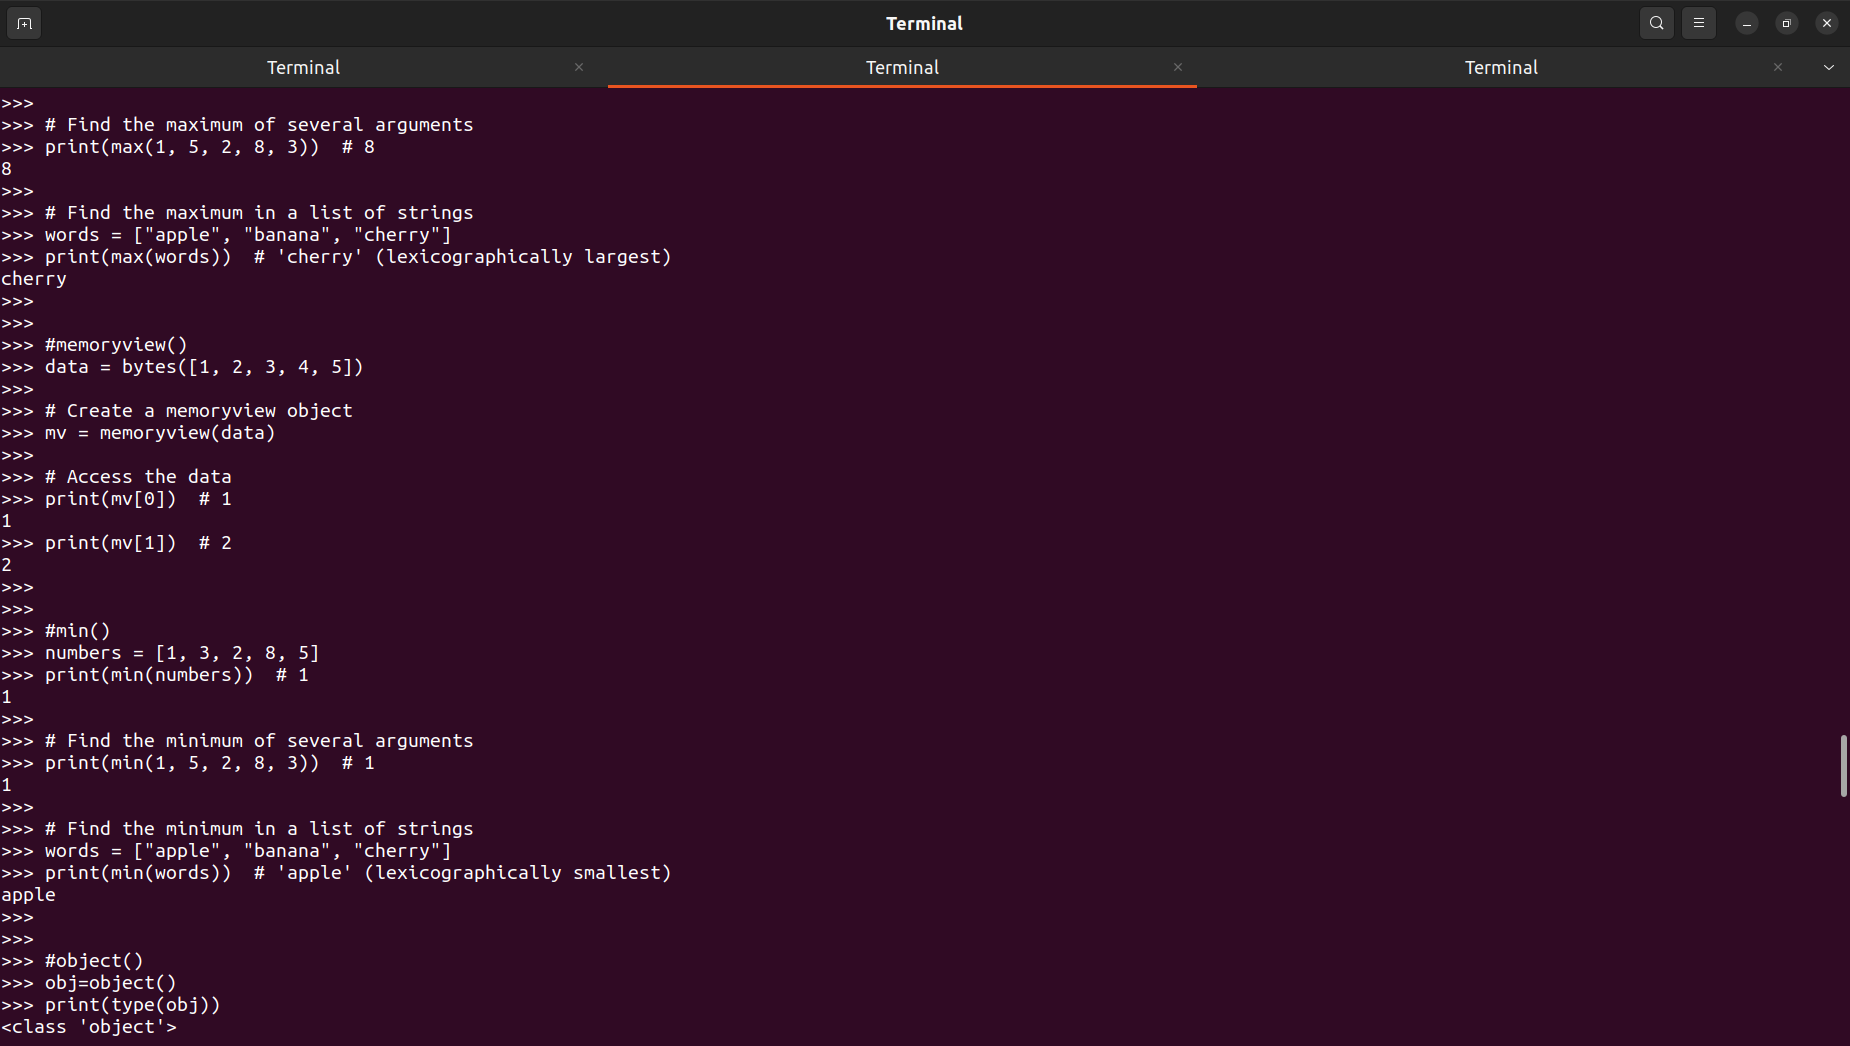 Terminal
Terminal
Terminal
Terminal
>>>
>>> # Find the maximum of several arguments
>>> print(max(1, 5, 2, 8, 3))  # 8
8
>>>
>>> # Find the maximum in a list of strings
>>> words = ["apple", "banana", "cherry"]
>>> print(max(words))  # 'cherry' (lexicographically largest)
cherry
>>>
>>>
>>> #memoryview()
>>> data = bytes([1, 2, 3, 4, 5])
>>>
>>> # Create a memoryview object
>>> mv = memoryview(data)
>>>
>>> # Access the data
>>> print(mv[0])  # 1
1
>>> print(mv[1])  # 2
2
>>>
>>>
>>> #min()
>>> numbers = [1, 3, 2, 8, 5]
>>> print(min(numbers))  # 1
1
>>>
>>> # Find the minimum of several arguments
>>> print(min(1, 5, 2, 8, 3))  # 1
1
>>>
>>> # Find the minimum in a list of strings
>>> words = ["apple", "banana", "cherry"]
>>> print(min(words))  # 'apple' (lexicographically smallest)
apple
>>>
>>>
>>> #object()
>>> obj=object()
>>> print(type(obj))
<class 'object'>